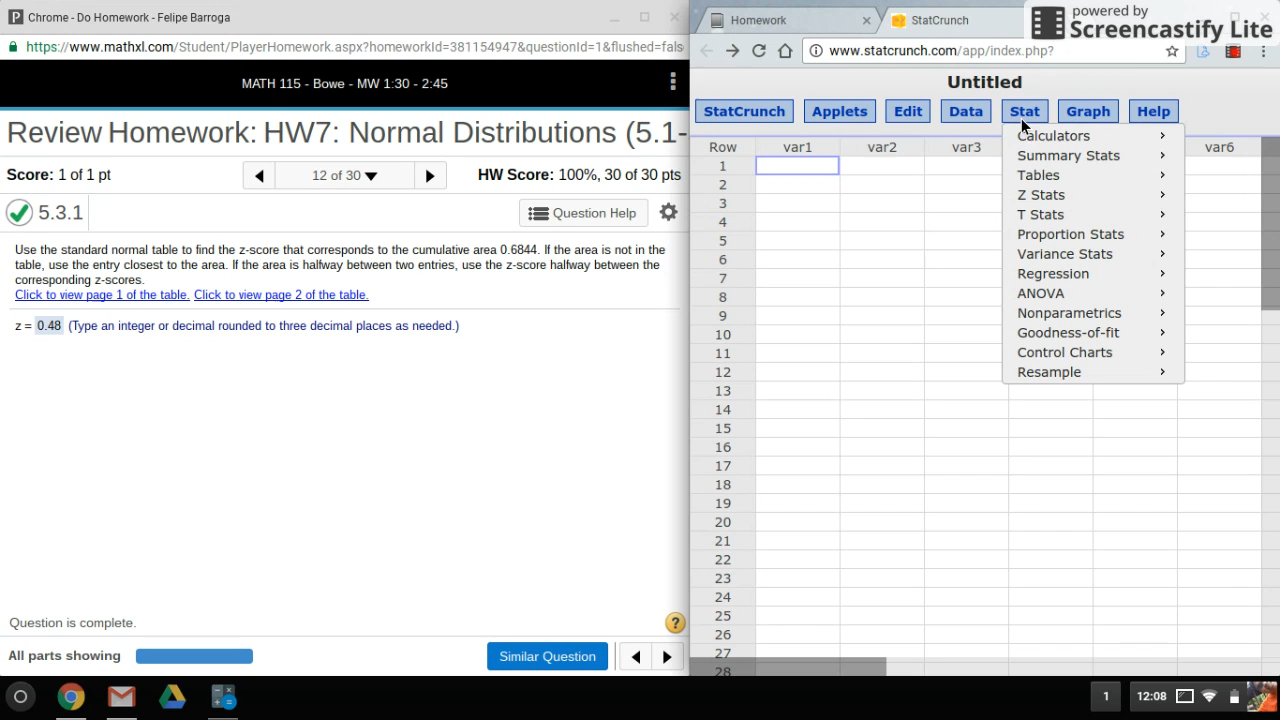 Chrome - Do Homework - Felipe Barroga
https://www.mathxl.com/Student/PlayerHomework.aspx?homeworkId=381154947&questionId=1&flushed=fals
MATH 115 - Bowe - MW 1:30 - 2:45
Review Homework: HW7: Normal Distributions (5.1-
Score: 1 of 1 pt
12 of 30
HW Score: 100%, 30 of 30 pts
5.3.1
Question Help
Use the standard normal table to find the z-score that corresponds to the cumulative area 0.6844. If the area is not in the
table, use the entry closest to the area. If the area is halfway between two entries, use the z-score halfway between the
corresponding z-scores.
Click to view page 1 of the table. Click to view page 2 of the table.
z = 0.48 (Type an integer or decimal rounded to three decimal places as needed.)
Question is complete.
?
All parts showing
Similar Question
Homework
StatCrunch
powered by
Screencastify Lite
www.statcrunch.com/app/index.php?
Untitled
StatCrunch Applets Edit Data Stat Graph Help
Calculators
Summary Stats
Tables
Z Stats
T Stats
Proportion Stats
Variance Stats
Regression
ANOVA
Nonparametrics
Goodness-of-fit
Control Charts
Resample
Row var1 var2 var3 var6
1
2
3
4
5
6
7
8
9
10
11
12
13
14
15
16
17
18
19
20
21
22
23
24
25
26
27
28
1
12:08